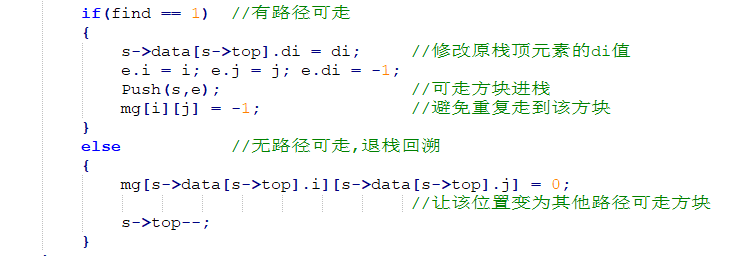 if(find == 1)  //有路径可走
{
s->data[s->top].di = di;     //修改原栈顶元素的di值
e.i = i; e.j = j; e.di = -1;
Push(s,e);                   //可走方块进栈
mg[i][j] = -1;               //避免重复走到该方块
}
else           //无路径可走,退栈回溯
{
mg[s->data[s->top].i][s->data[s->top].j] = 0;
//让该位置变为其他路径可走方块
s->top--;
}